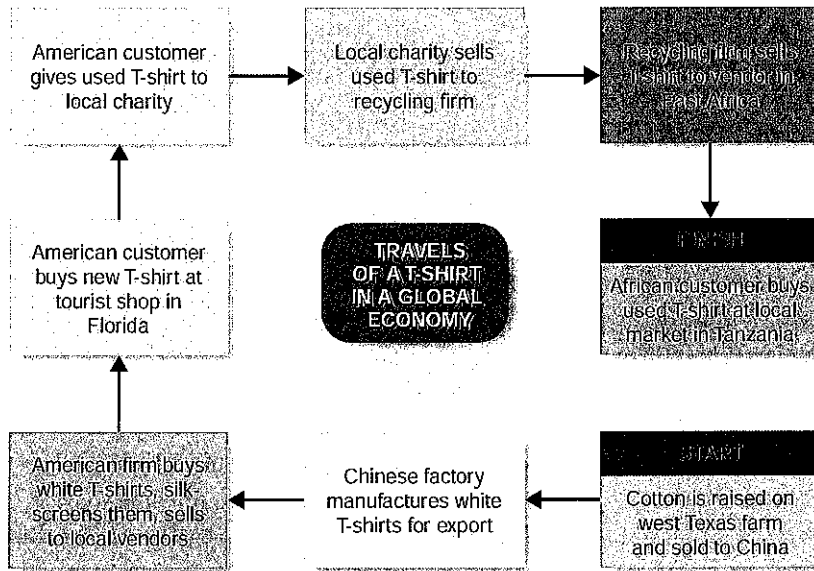 American customer
gives used T-shirt to
local charity
Local charity sells
used T-shirt to
recycling firm
Recycling firm sells
T-shirt to vendor in
East Africa
American customer
buys new T-shirt at
tourist shop in
Florida
TRAVELS
OF A T-SHIRT
IN A GLOBAL
ECONOMY
FINISH
African customer buys
used T-shirt at local
market in Tanzania
American firm buys
white T-shirts, silk-
screens them, sells
to local vendors
Chinese factory
manufactures white
T-shirts for export
START
Cotton is raised on
west Texas farm
and sold to China